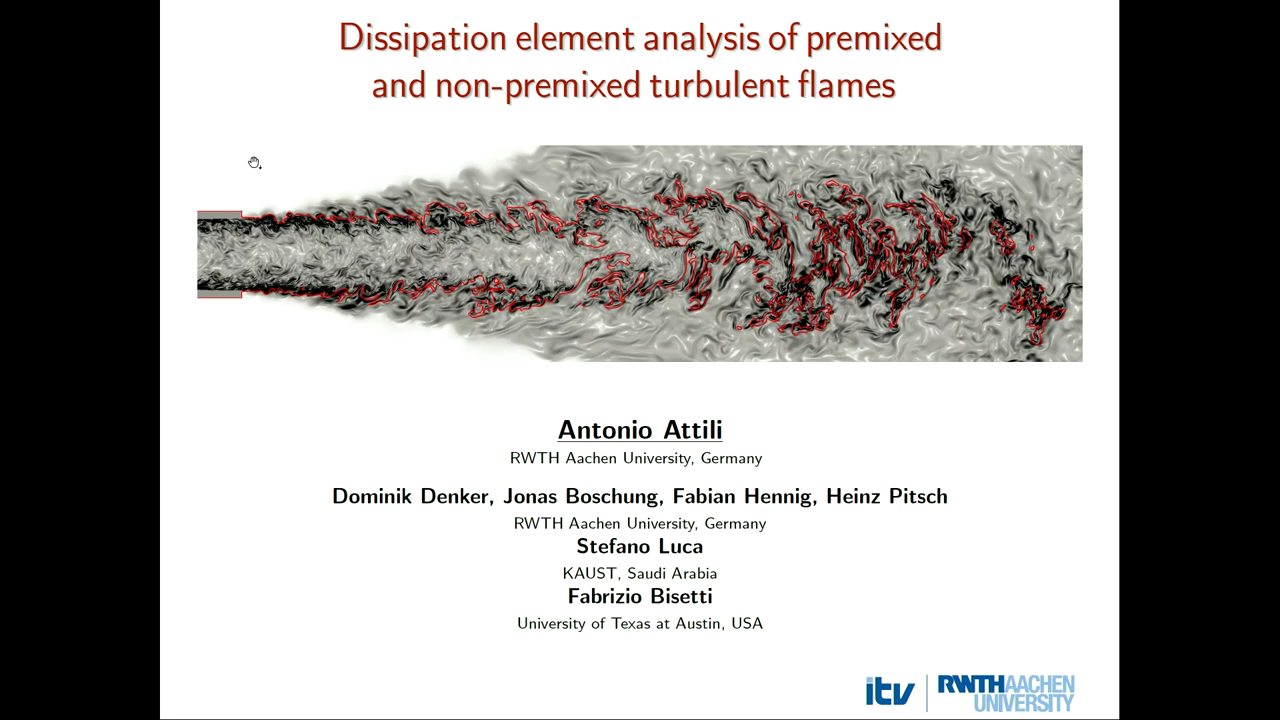 Dissipation element analysis of premixed
and non-premixed turbulent flames
Antonio Attili
RWTH Aachen University, Germany
Dominik Denker, Jonas Boschung, Fabian Hennig, Heinz Pitsch
RWTH Aachen University, Germany
Stefano Luca
KAUST, Saudi Arabia
Fabrizio Bisetti
University of Texas at Austin, USA
itv
RWTHAACHEN
UNIVERSITY